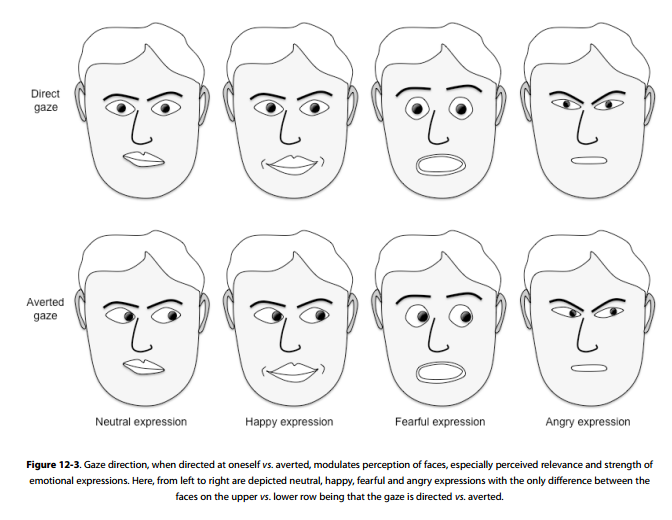 Direct
gaze
Averted
gaze
Neutral expression
Happy expression
Fearful expression
Angry expression
Figure 12-3. Gaze direction, when directed at oneself vs. averted, modulates perception of faces, especially perceived relevance and strength of
emotional expressions. Here, from left to right are depicted neutral, happy, fearful and angry expressions with the only difference between the
faces on the upper vs. lower row being that the gaze is directed vs. averted.